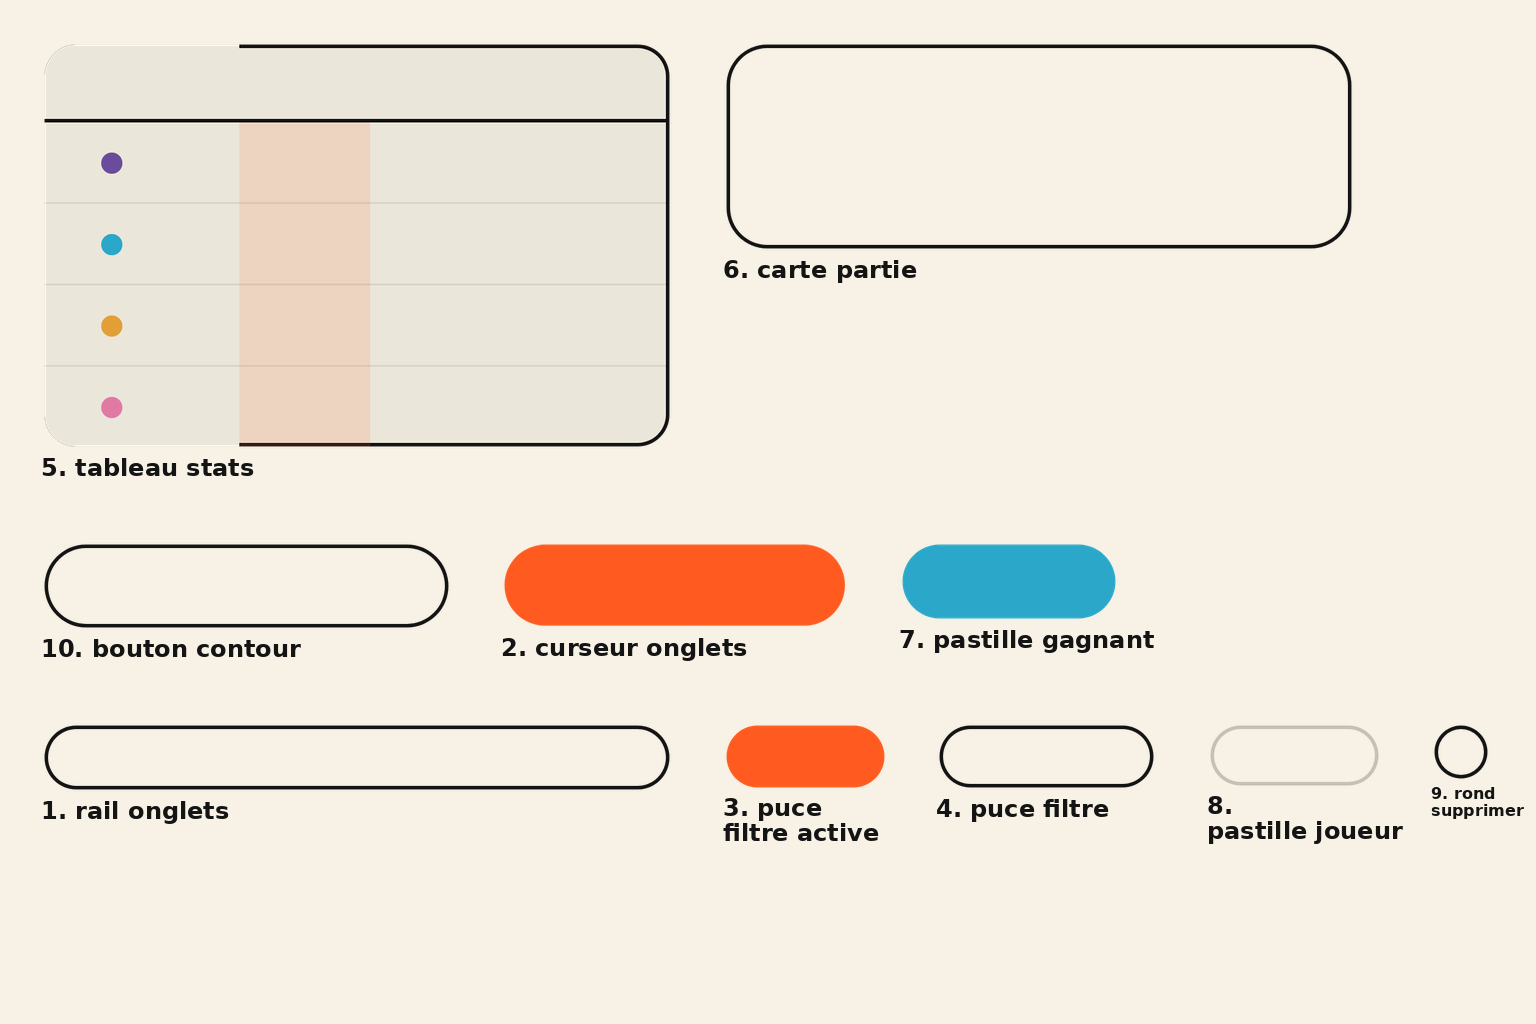 6. carte partie
5. tableau stats
10. bouton contour
2. curseur onglets
7. pastille gagnant
1. rail onglets
3. puce
filtre active
4. puce filtre
8.
pastille joueur
9. rond
supprimer